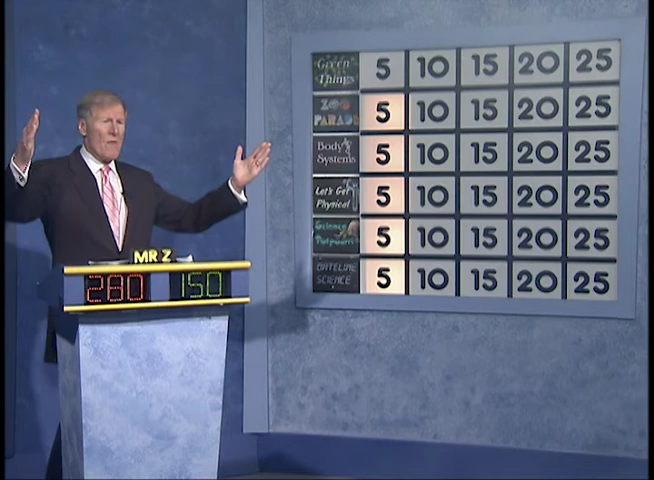 Green Things 5 10 15 20 25
ZOO PARADE 5 10 15 20 25
Body Systems 5 10 15 20 25
Let's Get Physical 5 10 15 20 25
Science Potpourri 5 10 15 20 25
DATELINE SCIENCE 5 10 15 20 25
MR Z
280 150